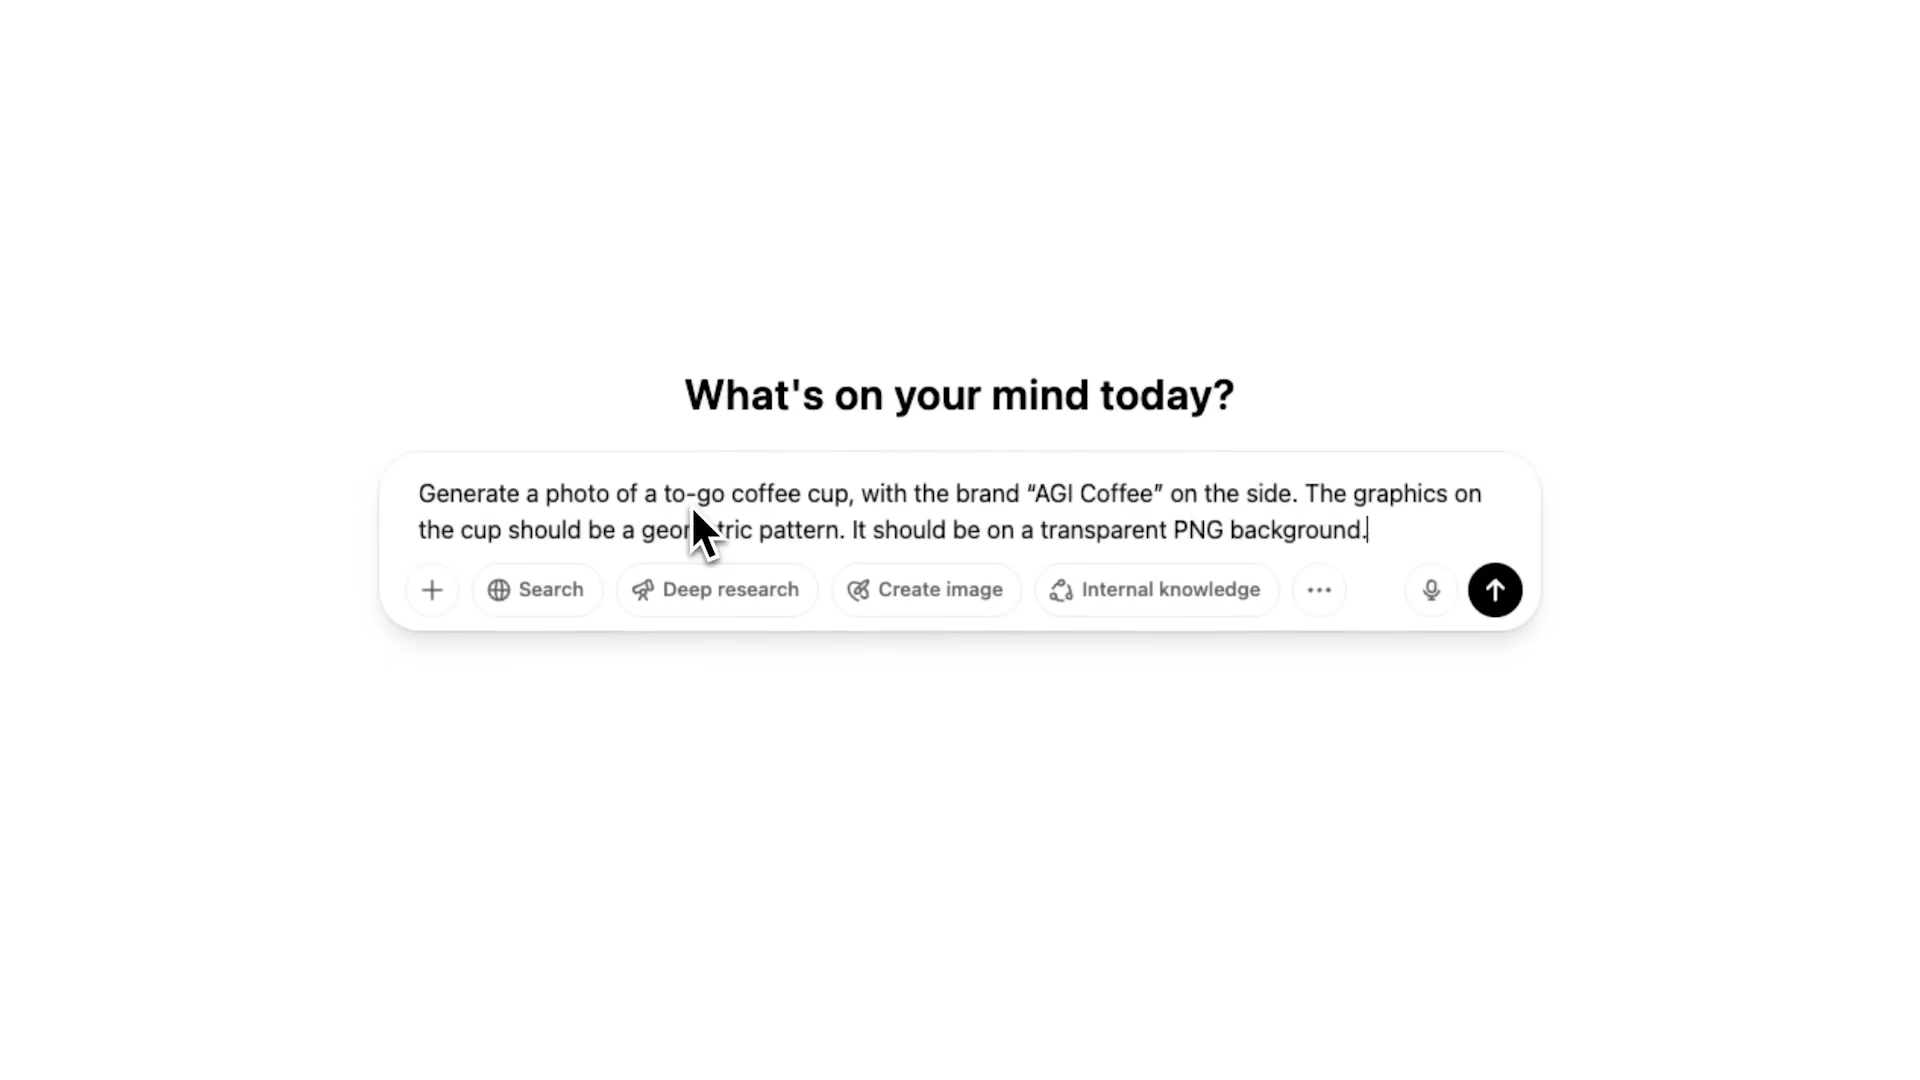 What's on your mind today?
Generate a photo of a to-go coffee cup, with the brand “AGI Coffee” on the side. The graphics on
the cup should be a geometric pattern. It should be on a transparent PNG background.
Search Deep research Create image Internal knowledge